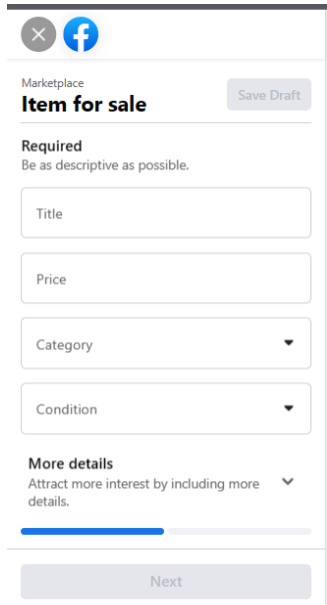 Marketplace
Item for sale
Save Draft
Required
Be as descriptive as possible.
Title
Price
Category
Condition
More details
Attract more interest by including more
details.
Next